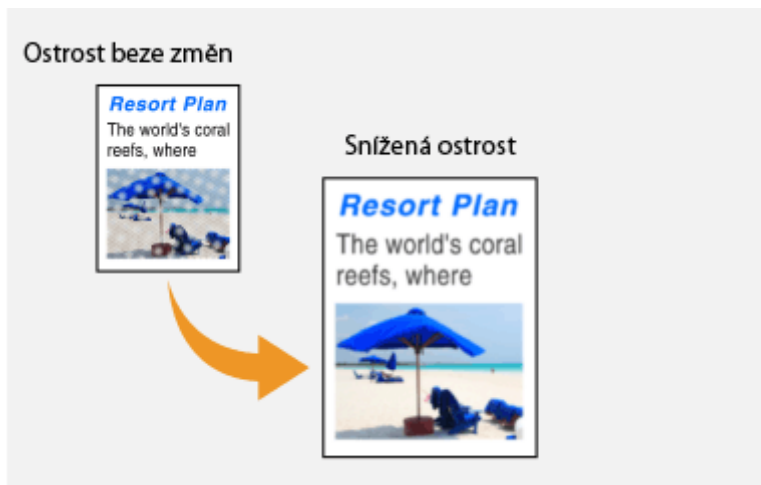 Ostrost beze změn
Resort Plan
The world's coral
reefs, where
Snížená ostrost
Resort Plan
The world's coral
reefs, where